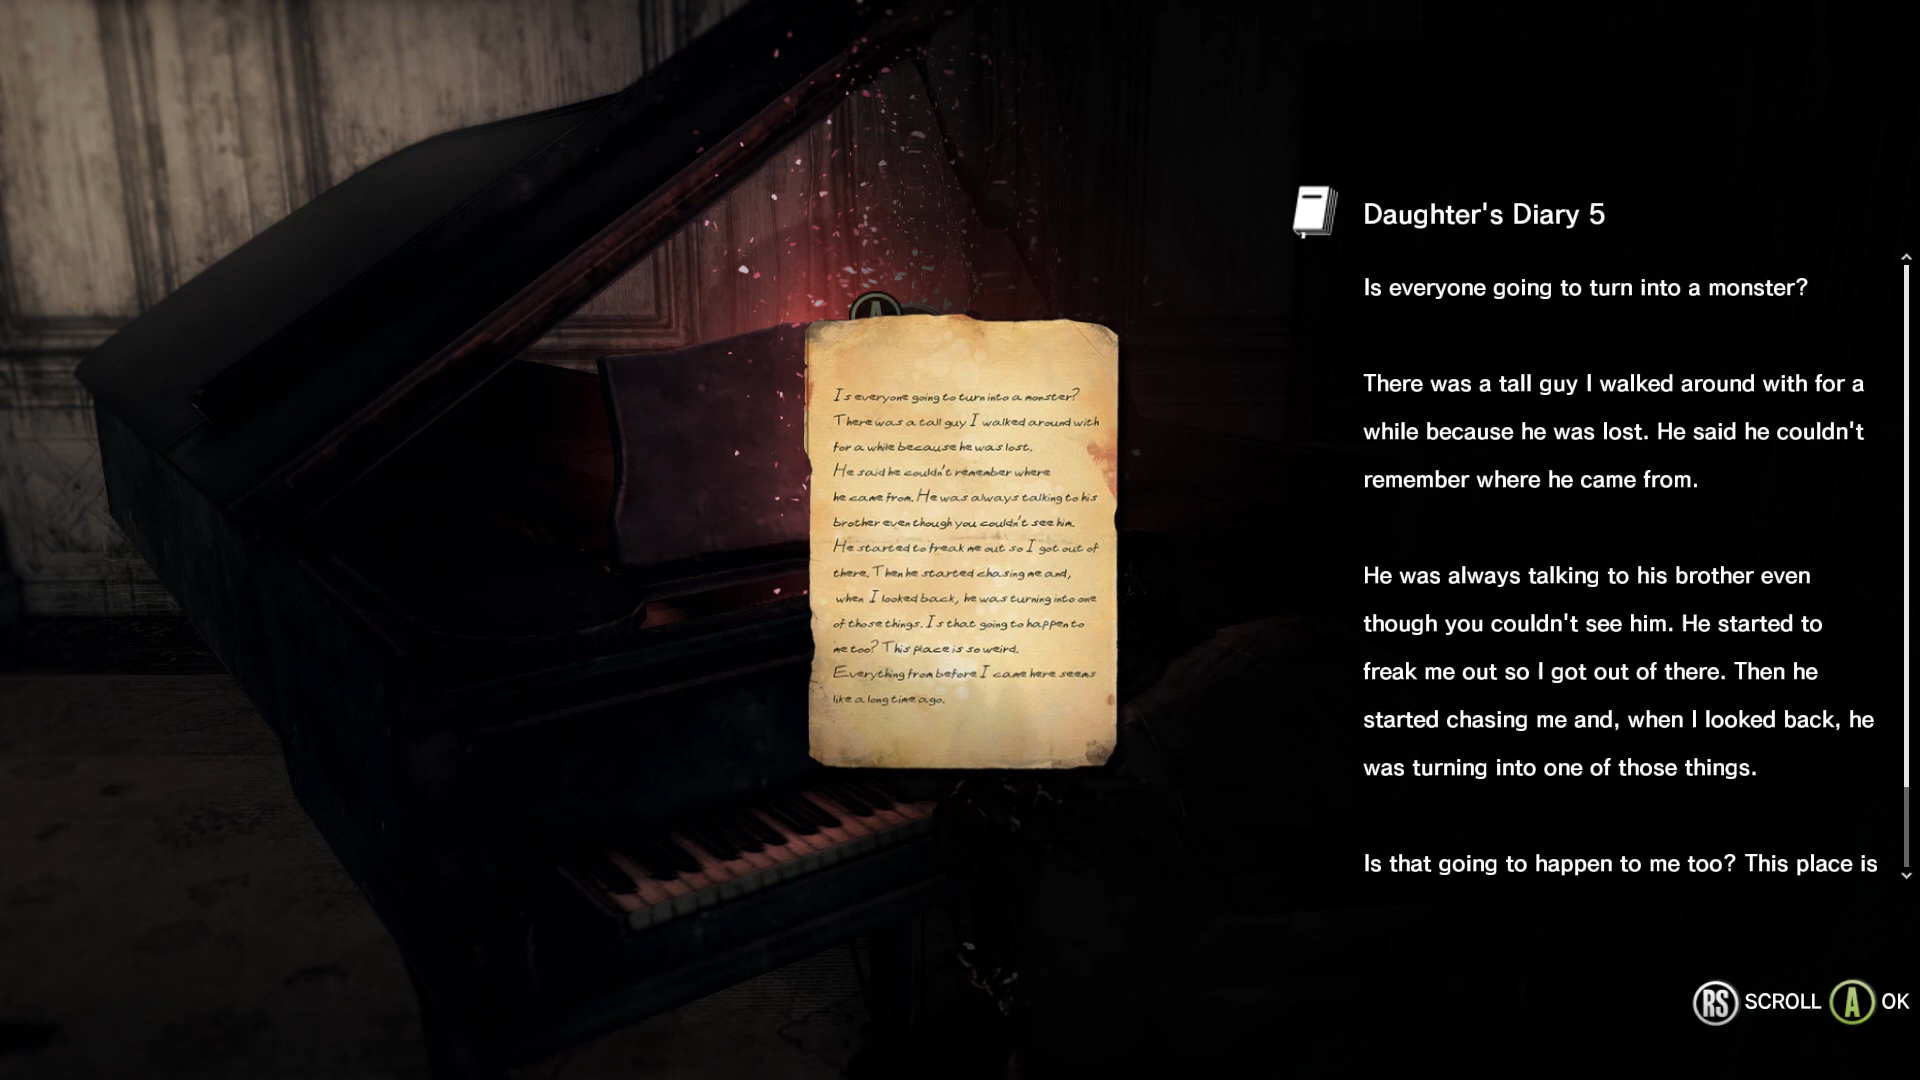 Is everyone going to turn into a monster?
There was a tall guy I walked around with
for a while because he was lost.
He said he couldn't remember where
he came from. He was always talking to his
brother even though you couldn't see him.
He started to freak me out so I got out of
there. Then he started chasing me and,
when I looked back, he was turning into one
of those things. Is that going to happen to
me too? This place is so weird.
Everything from before I came here seems
like a long time ago.
Daughter's Diary 5
Is everyone going to turn into a monster?
There was a tall guy I walked around with for a
while because he was lost. He said he couldn't
remember where he came from.
He was always talking to his brother even
though you couldn't see him. He started to
freak me out so I got out of there. Then he
started chasing me and, when I looked back, he
was turning into one of those things.
Is that going to happen to me too? This place is
RS SCROLL A OK